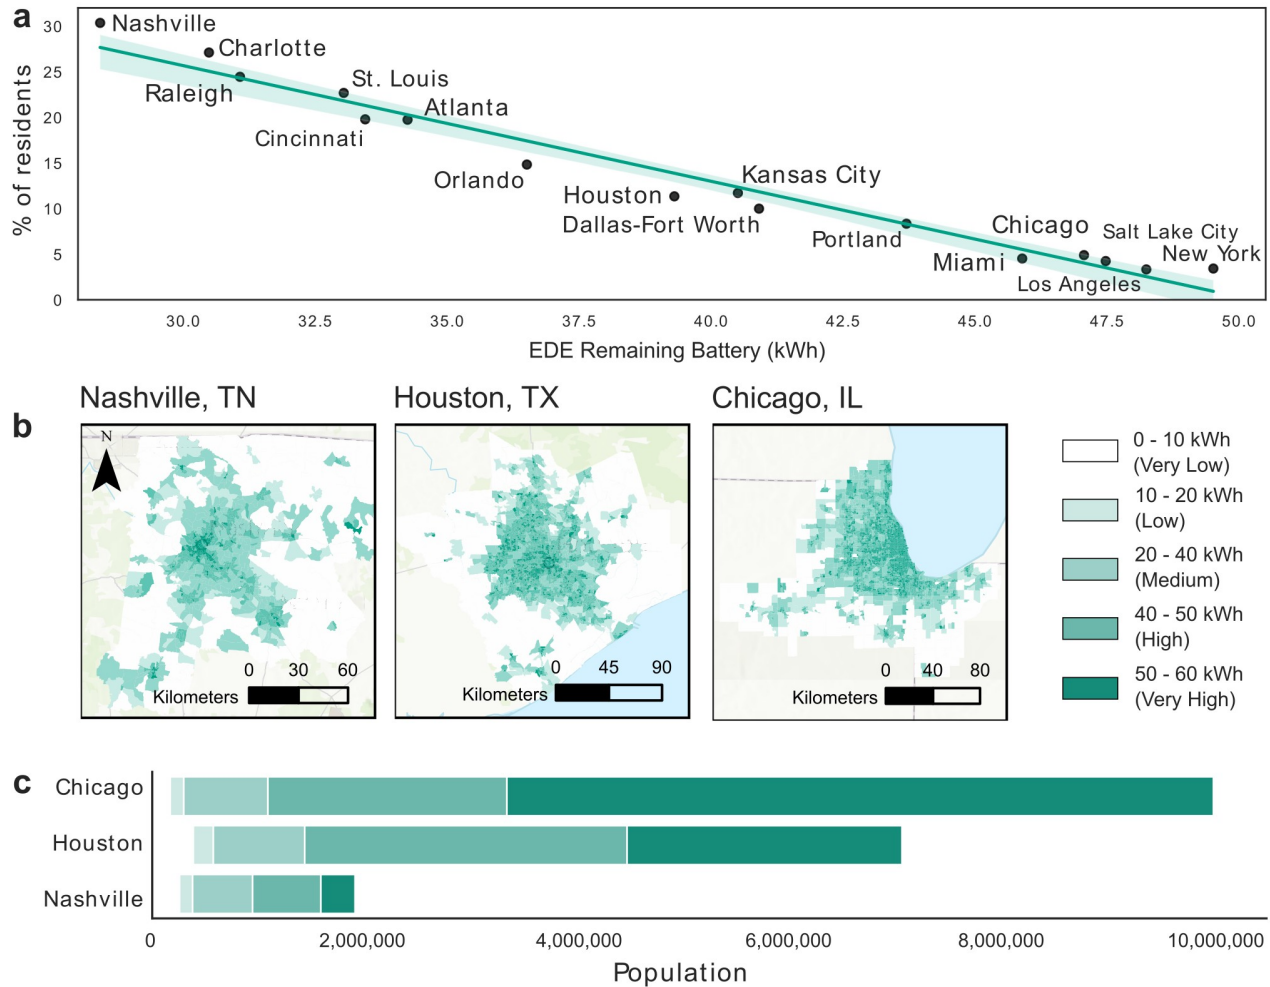 a
% of residents
30
25
20
15
10
5
0
Nashville
Charlotte
Raleigh
St. Louis
Cincinnati
Atlanta
Orlando
Houston
Kansas City
Dallas-Fort Worth
Portland
Miami
Chicago
Salt Lake City
Los Angeles
New York
30.0 32.5 35.0 37.5 40.0 42.5 45.0 47.5 50.0
EDE Remaining Battery (kWh)
b
Nashville, TN
N
0 30 60
Kilometers
Houston, TX
0 45 90
Kilometers
Chicago, IL
0 40 80
Kilometers
0 - 10 kWh
(Very Low)
10 - 20 kWh
(Low)
20 - 40 kWh
(Medium)
40 - 50 kWh
(High)
50 - 60 kWh
(Very High)
c
Chicago
Houston
Nashville
0 2,000,000 4,000,000 6,000,000 8,000,000 10,000,000
Population